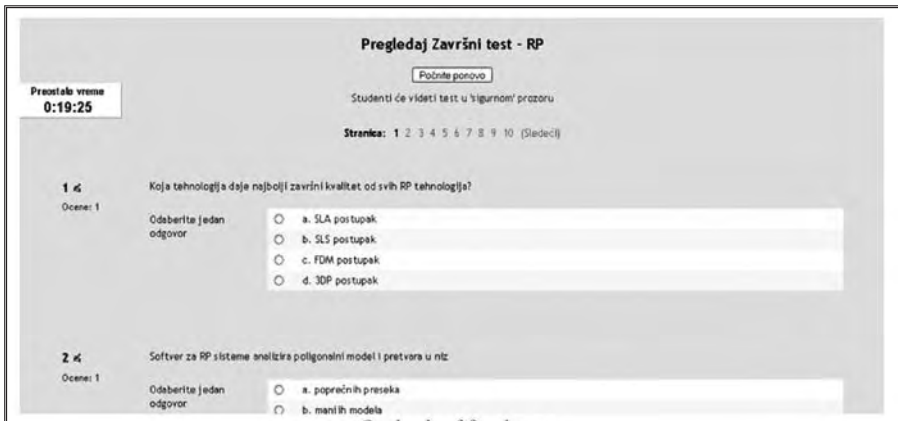 Pregledaj Završni test - RP
Počnite ponovo
Preostalo vreme
0:19:25
Studenti će videti test u 'sigurnom' prozoru
Stranica: 1 2 3 4 5 6 7 8 9 10 (Sledeći)
1
Koja tehnologija daje najbolji završni kvalitet od svih RP tehnologija?
Ocene: 1
Odaberite jedan
odgovor
a. SLA postupak
b. SLS postupak
c. FDM postupak
d. 3DP postupak
2
Softver za RP sisteme analizira poligonalni model i pretvara u niz
Ocene: 1
Odaberite jedan
odgovor
a. poprečnih preseka
b. manjih modela